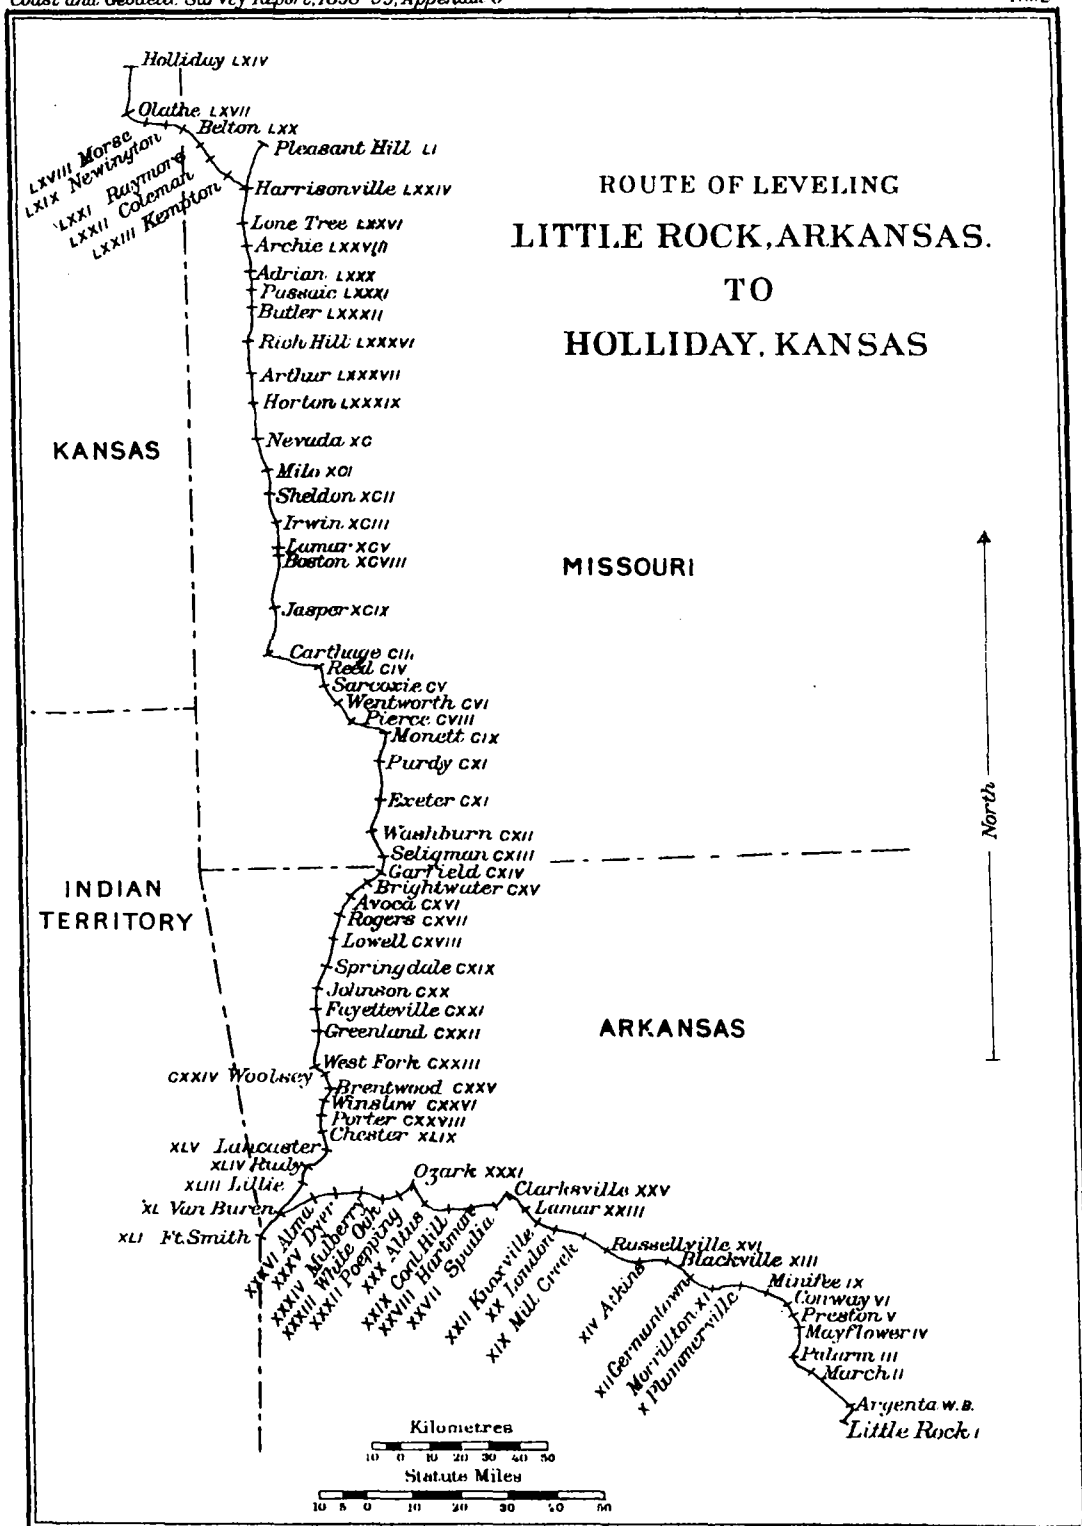 Coast and Geodetic Survey Report, 1898-99, Appendix 8
ROUTE OF LEVELING
LITTLE ROCK, ARKANSAS.
TO
HOLLIDAY, KANSAS
Holliday LXIV
Olathe LXVII
LXVIII Morse
LXIX Newington
Belton LXX
LXXI Raymore
LXXII Coleman
LXXIII Kempton
Pleasant Hill LI
Harrisonville LXXIV
Lone Tree LXXVI
Archie LXXVIII
Adrian LXXX
Passaic LXXXI
Butler LXXXII
Rich Hill LXXXVI
Arthur LXXXVII
Horton LXXXIX
Nevada XC
Milo XCI
Sheldon XCII
Irwin XCIII
Lamar XCV
Boston XCVIII
Jasper XCIX
Carthage CIII
Reed CIV
Sarcoxie CV
Wentworth CVI
Pierce CVIII
Monett CIX
Purdy CXI
Exeter CXI
Washburn CXII
Seligman CXIII
Garfield CXIV
Brightwater CXV
Avoca CXVI
Rogers CXVII
Lowell CXVIII
Springdale CXIX
Johnson CXX
Fayetteville CXXI
Greenland CXXII
West Fork CXXIII
CXXIV Woolsey
Brentwood CXXV
Winslow CXXVI
Porter CXXVIII
Chester XLIX
XLV Lancaster
XLIV Rudy
XLIII Lillie
XL Van Buren
XLI Ft. Smith
XXXVI Alma
XXXV Dyer
XXXIV Mulberry
XXXIII White Oak
XXXII Poepping
Ozark XXXI
XXX Altus
XXIX Coal Hill
XXVIII Hartman
XXVII Spadia
Clarksville XXV
Lamar XXIII
XXII Knoxville
XX London
XIX Mill Creek
Russellville XVI
XIV Atkins
Blackville XIII
XII Germantown
Morrillton XI
X Plummerville
Minifee IX
Conway VI
Preston V
Mayflower IV
Palarm III
March II
Argenta W.B.
Little Rock I
KANSAS
MISSOURI
INDIAN
TERRITORY
ARKANSAS
North
Kilometres
10 0 10 20 30 40 50
Statute Miles
10 5 0 10 20 30 40 50